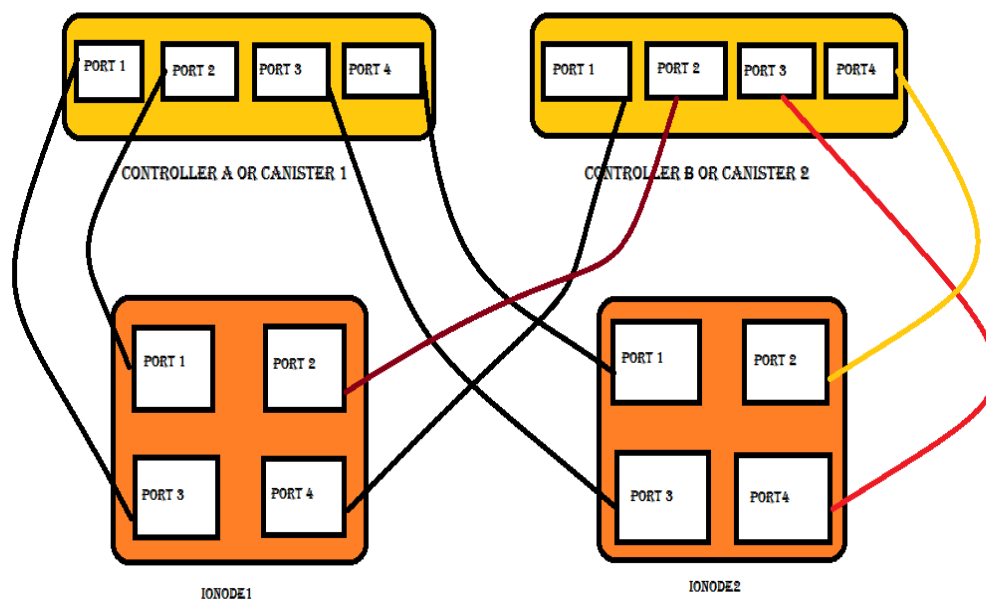 PORT 1
PORT 2
PORT 3
PORT 4
PORT 1
PORT 2
PORT 3
PORT4
CONTROLLER A OR CANISTER 1
CONTROLLER B OR CANISTER 2
PORT 1
PORT 2
PORT 1
PORT 2
PORT 3
PORT 4
PORT 3
PORT4
IONODE1
IONODE2